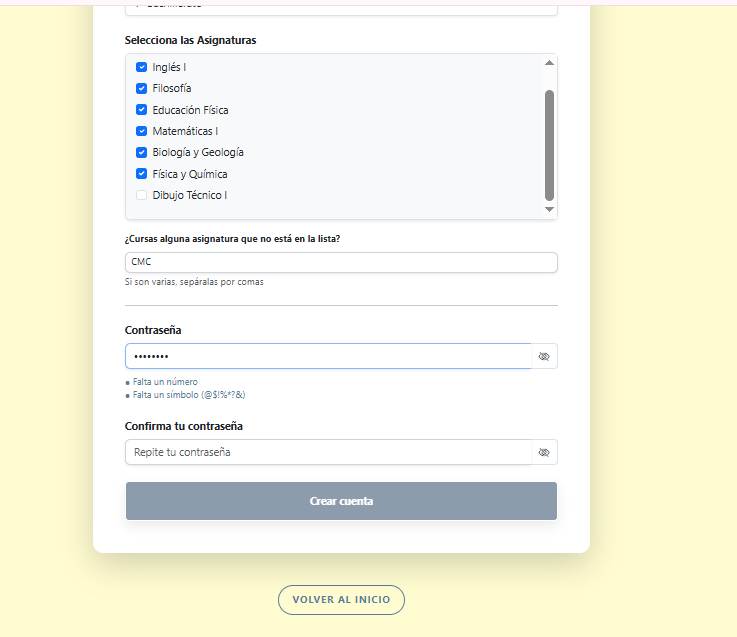 Selecciona las Asignaturas
Inglés I
Filosofía
Educación Física
Matemáticas I
Biología y Geología
Física y Química
Dibujo Técnico I
¿Cursas alguna asignatura que no está en la lista?
CMC
Si son varias, sepáralas por comas
Contraseña
••••••••
• Falta un número
• Falta un símbolo (@$!%*?&)
Confirma tu contraseña
Repite tu contraseña
Crear cuenta
VOLVER AL INICIO